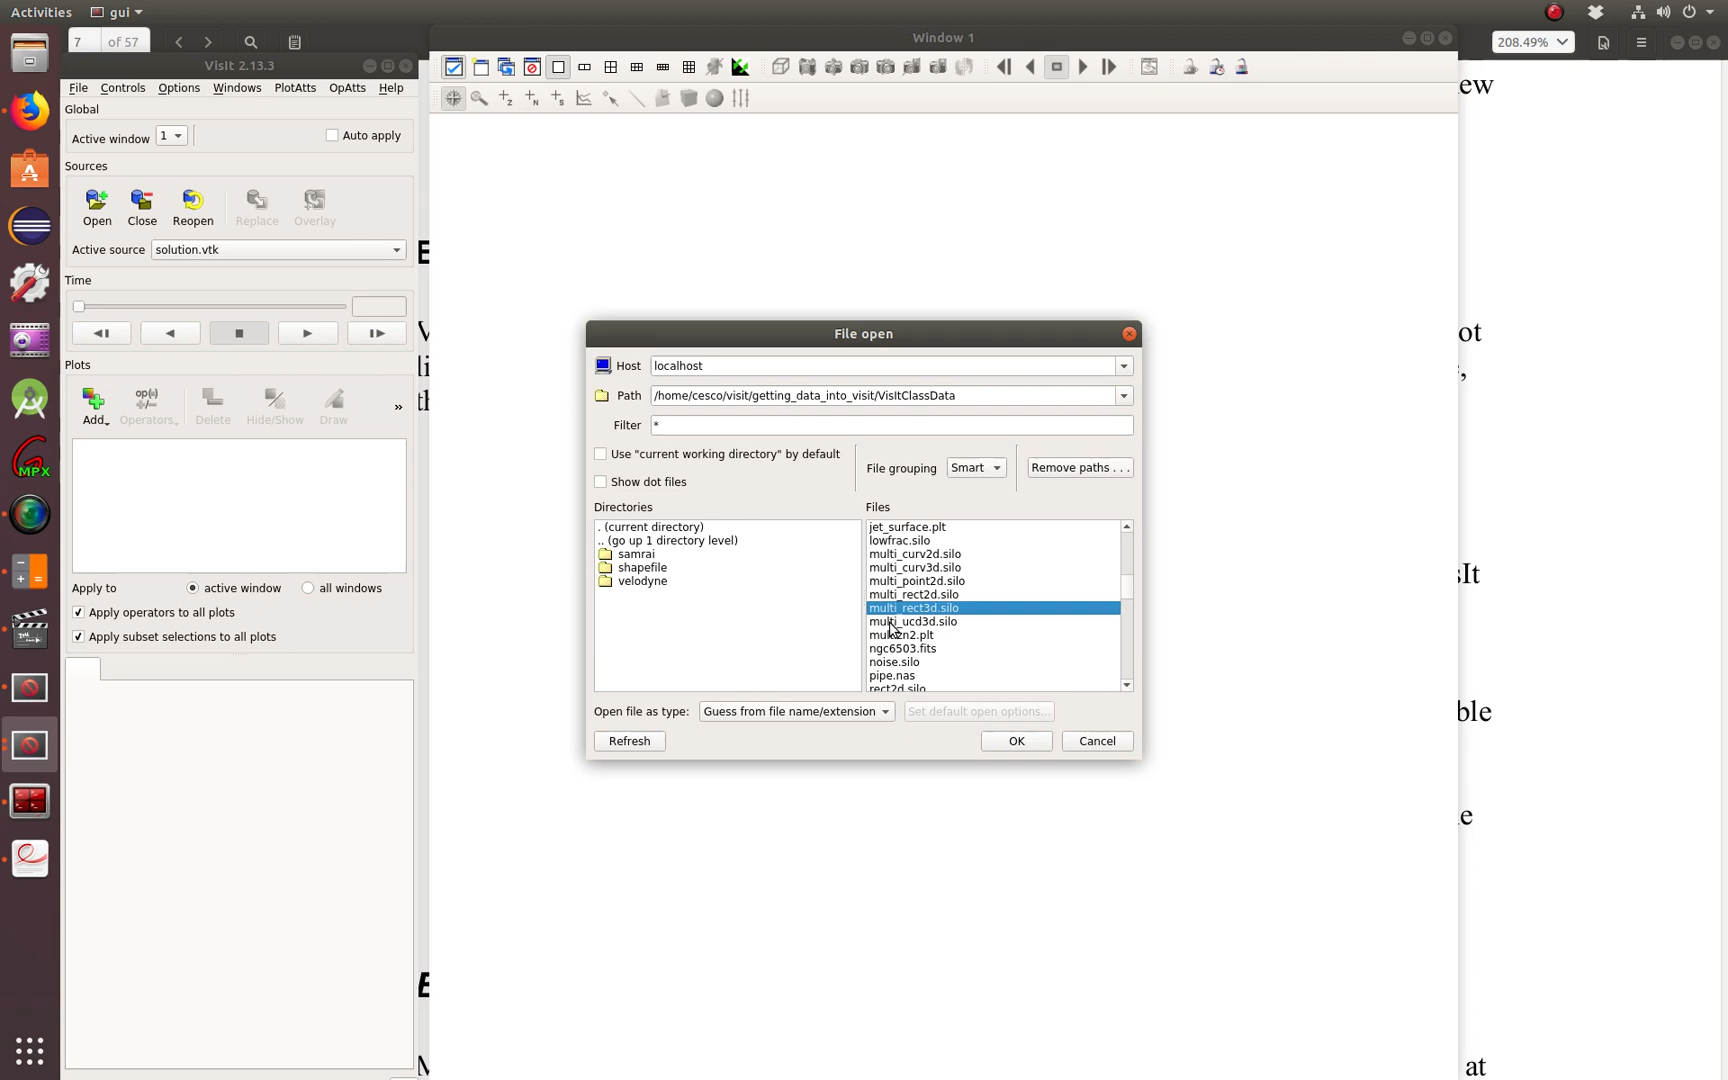 Activities gui
7 of 57
Window 1
208.49%
VisIt 2.13.3
File Controls Options Windows PlotAtts OpAtts Help
Global
Active window 1 Auto apply
Sources
Open Close Reopen Replace Overlay
Active source solution.vtk
Time
Plots
Add Operators Delete Hide/Show Draw »
Apply to active window all windows
Apply operators to all plots
Apply subset selections to all plots
File open
Host localhost
Path /home/cesco/visit/getting_data_into_visit/VisItClassData
Filter *
Use "current working directory" by default
Show dot files
File grouping Smart Remove paths . . .
Directories
. (current directory)
.. (go up 1 directory level)
samrai
shapefile
velodyne
Files
jet_surface.plt
lowfrac.silo
multi_curv2d.silo
multi_curv3d.silo
multi_point2d.silo
multi_rect2d.silo
multi_rect3d.silo
multi_ucd3d.silo
ngc6503.fits
noise.silo
pipe.nas
rect2d.silo
Open file as type: Guess from file name/extension Set default open options...
Refresh OK Cancel
MPX
ew
ot
,
sIt
ble
e
at